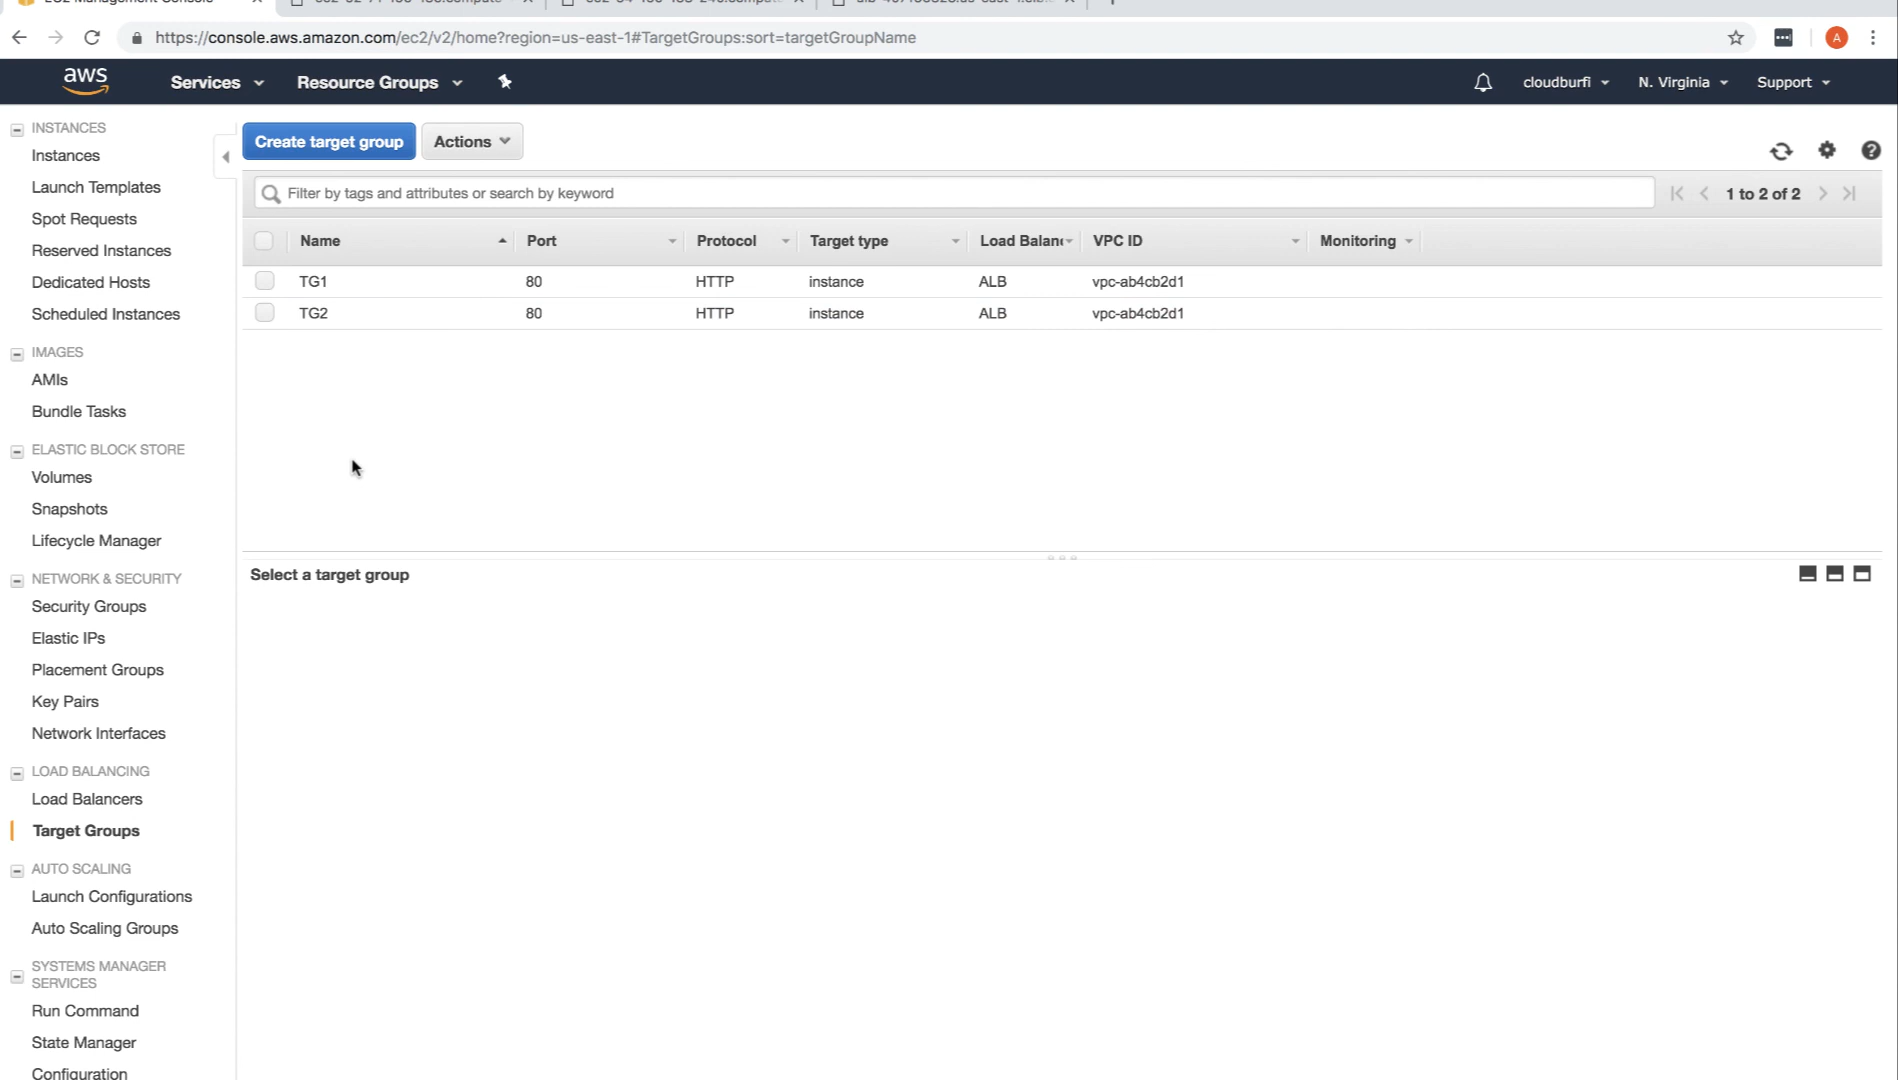 https://console.aws.amazon.com/ec2/v2/home?region=us-east-1#TargetGroups:sort=targetGroupName
A
aws Services Resource Groups cloudburfi N. Virginia Support
INSTANCES
Instances
Launch Templates
Spot Requests
Reserved Instances
Dedicated Hosts
Scheduled Instances
IMAGES
AMIs
Bundle Tasks
ELASTIC BLOCK STORE
Volumes
Snapshots
Lifecycle Manager
NETWORK & SECURITY
Security Groups
Elastic IPs
Placement Groups
Key Pairs
Network Interfaces
LOAD BALANCING
Load Balancers
Target Groups
AUTO SCALING
Launch Configurations
Auto Scaling Groups
SYSTEMS MANAGER
SERVICES
Run Command
State Manager
Configuration
Create target group Actions
Filter by tags and attributes or search by keyword 1 to 2 of 2
Name Port Protocol Target type Load Balan VPC ID Monitoring
TG1 80 HTTP instance ALB vpc-ab4cb2d1
TG2 80 HTTP instance ALB vpc-ab4cb2d1
Select a target group